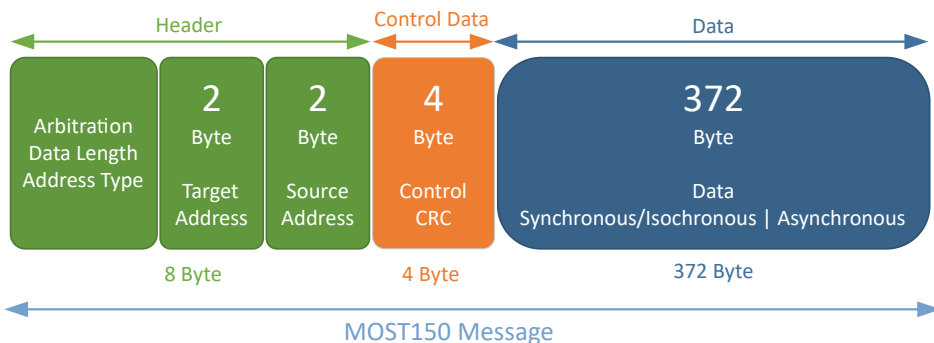 Header
Control Data
Data
Arbitration
Data Length
Address Type
2
Byte
Target
Address
2
Byte
Source
Address
4
Byte
Control
CRC
372
Byte
Data
Synchronous/Isochronous | Asynchronous
8 Byte
4 Byte
372 Byte
MOST150 Message